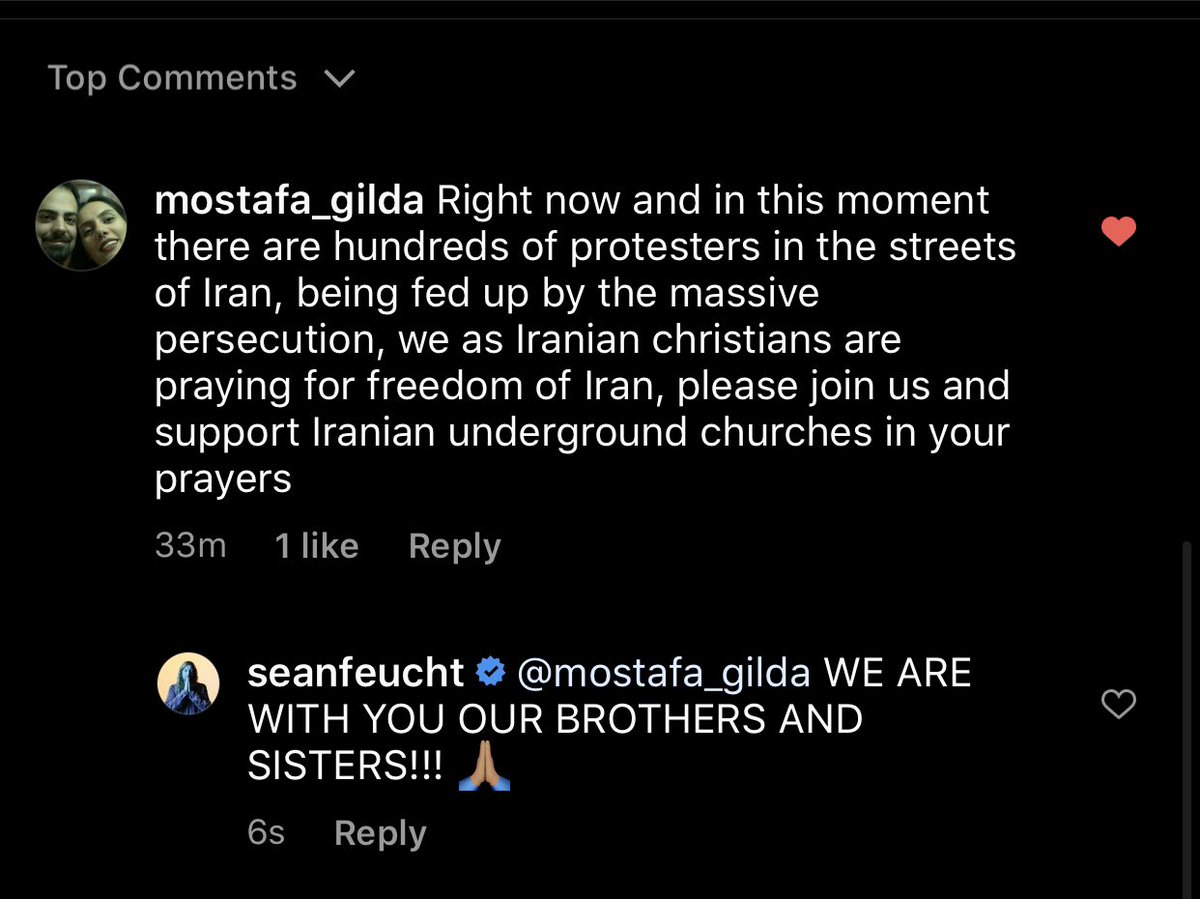 Top Comments
mostafa_gilda Right now and in this moment
there are hundreds of protesters in the streets
of Iran, being fed up by the massive
persecution, we as Iranian christians are
praying for freedom of Iran, please join us and
support Iranian underground churches in your
prayers
33m 1 like Reply
seanfeucht @mostafa_gilda WE ARE
WITH YOU OUR BROTHERS AND
SISTERS!!! 🙏🏽
6s Reply